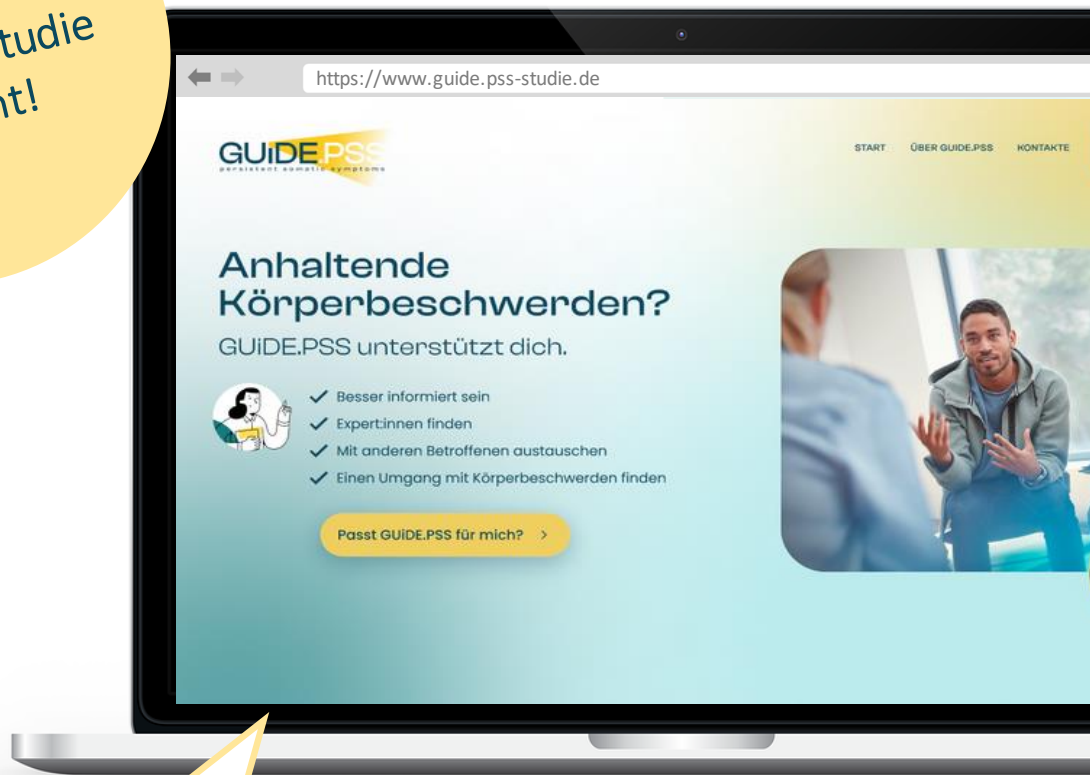 https://www.guide.pss-studie.de
GUiDE.PSS
persistent somatic symptoms
START ÜBER GUIDE.PSS KONTAKTE
Anhaltende
Körperbeschwerden?
GUiDE.PSS unterstützt dich.
Besser informiert sein
Expert:innen finden
Mit anderen Betroffenen austauschen
Einen Umgang mit Körperbeschwerden finden
Passt GUiDE.PSS für mich? >